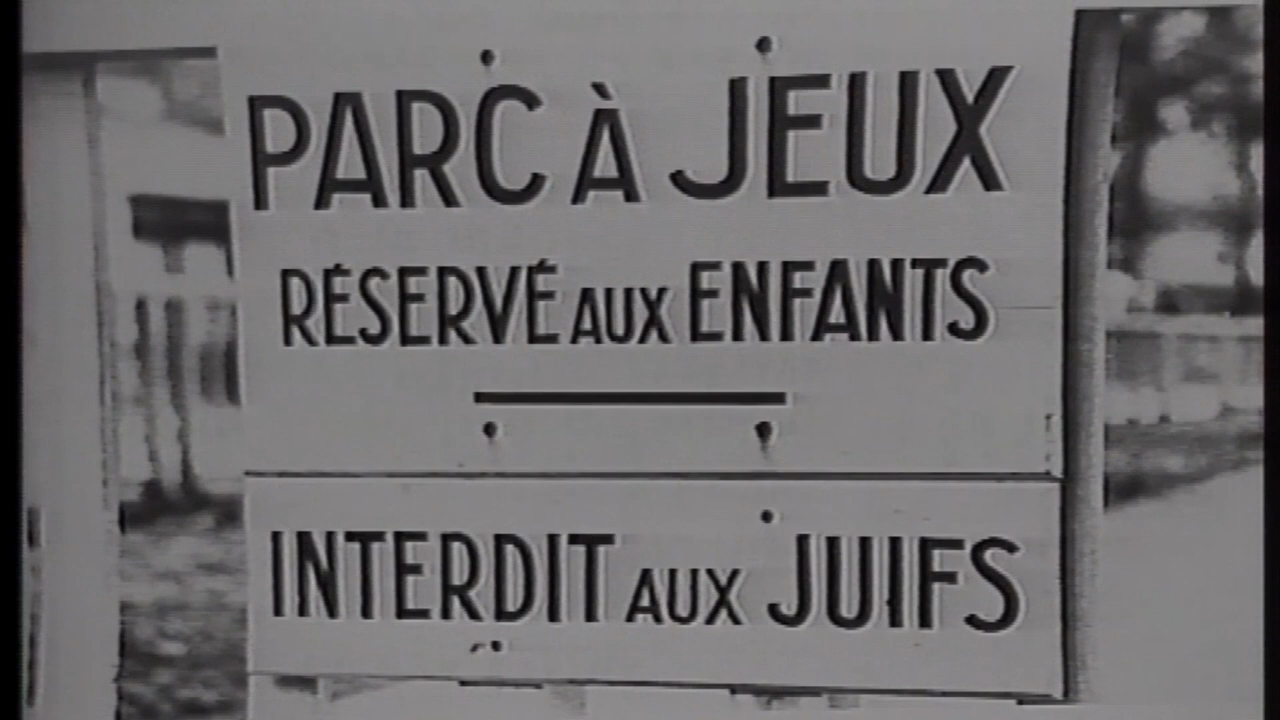 PARC À JEUX
RÉSERVÉ AUX ENFANTS
INTERDIT AUX JUIFS